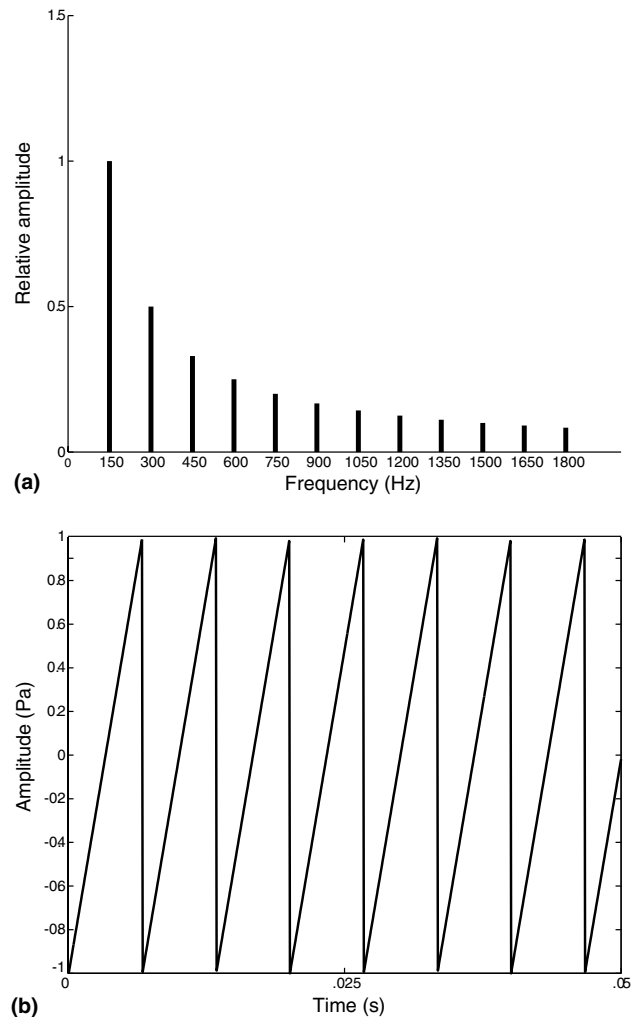 1.5
Relative amplitude
1
0.5
0
0 150 300 450 600 750 900 1050 1200 1350 1500 1650 1800
(a)
Frequency (Hz)
1
0.8
0.6
0.4
0.2
Amplitude (Pa)
0
-02
-04
-06
-08
-1
0 .025 .05
(b)
Time (s)